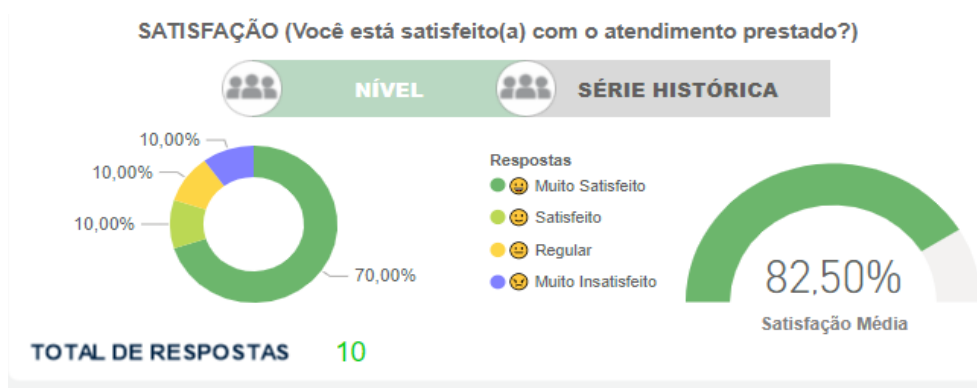 SATISFAÇÃO (Você está satisfeito(a) com o atendimento prestado?)
NÍVEL
SÉRIE HISTÓRICA
10,00%
10,00%
10,00%
70,00%
Respostas
Muito Satisfeito
Satisfeito
Regular
Muito Insatisfeito
82,50%
Satisfação Média
TOTAL DE RESPOSTAS 10